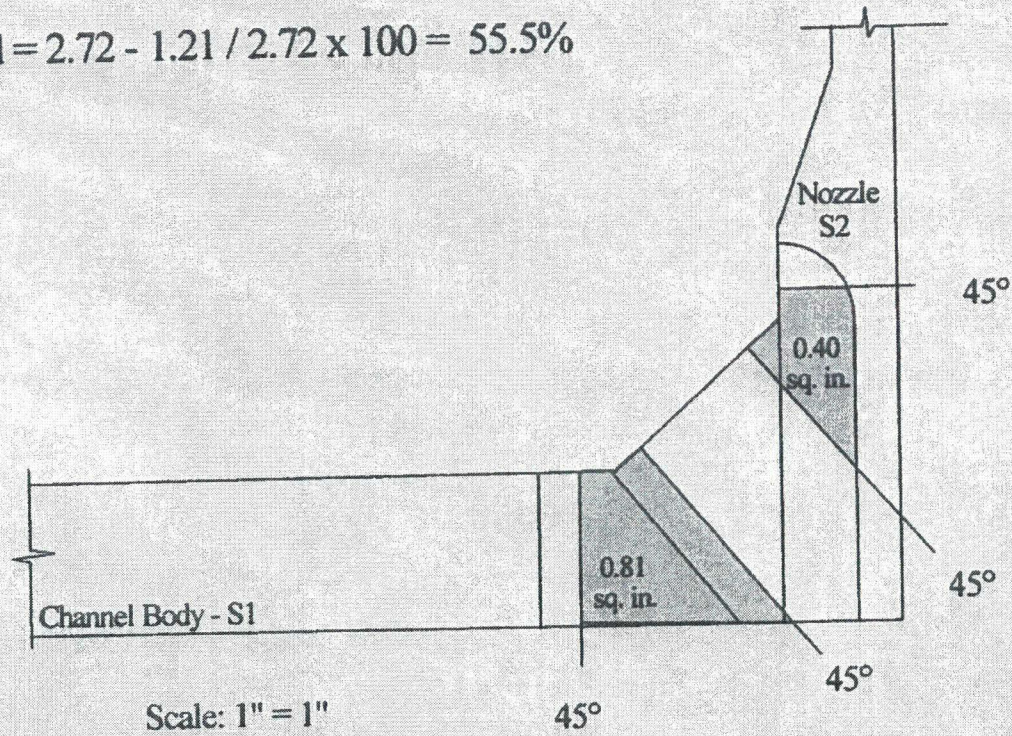 = 2.72 - 1.21 / 2.72 x 100 = 55.5%
Nozzle
S2
45°
0.40
sq. in.
45°
0.81
sq. in.
Channel Body - S1
45°
Scale: 1" = 1"
45°